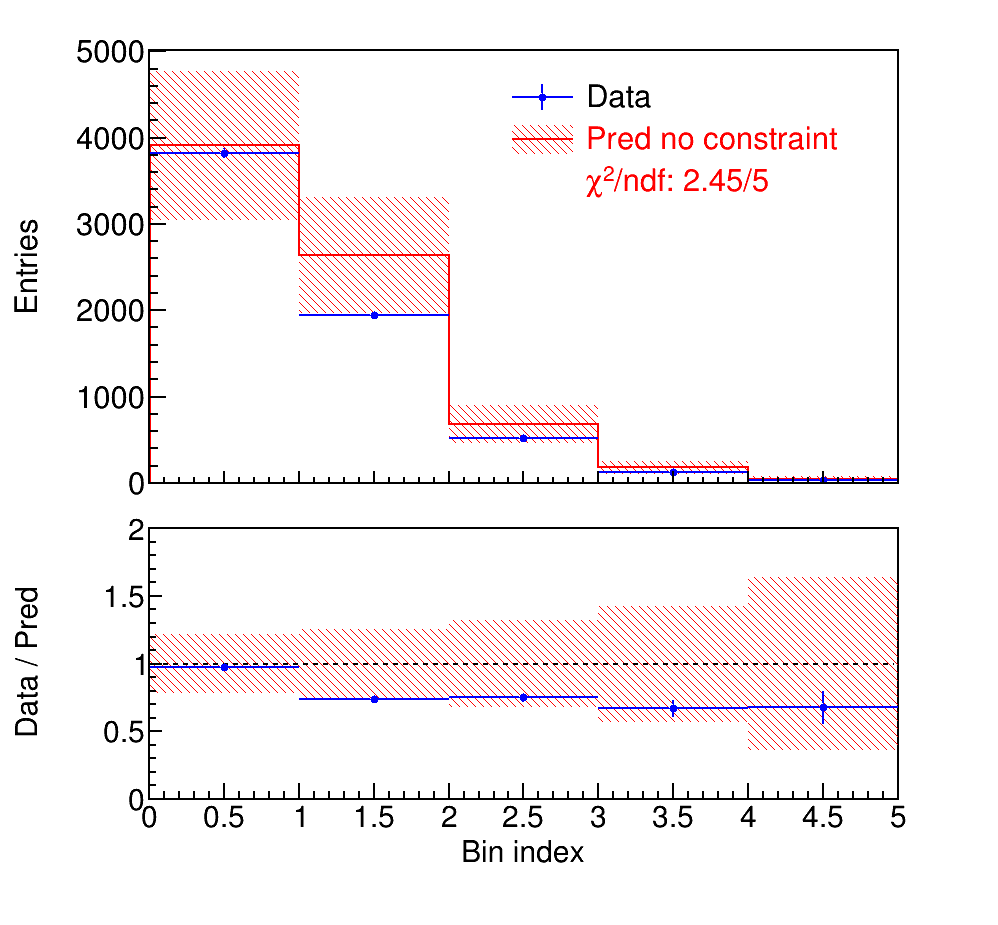 5000
4000
3000
2000
1000
0
Entries
Data
Pred no constraint
χ²/ndf: 2.45/5
2
1.5
1
0.5
0
Data / Pred
0 0.5 1 1.5 2 2.5 3 3.5 4 4.5 5
Bin index